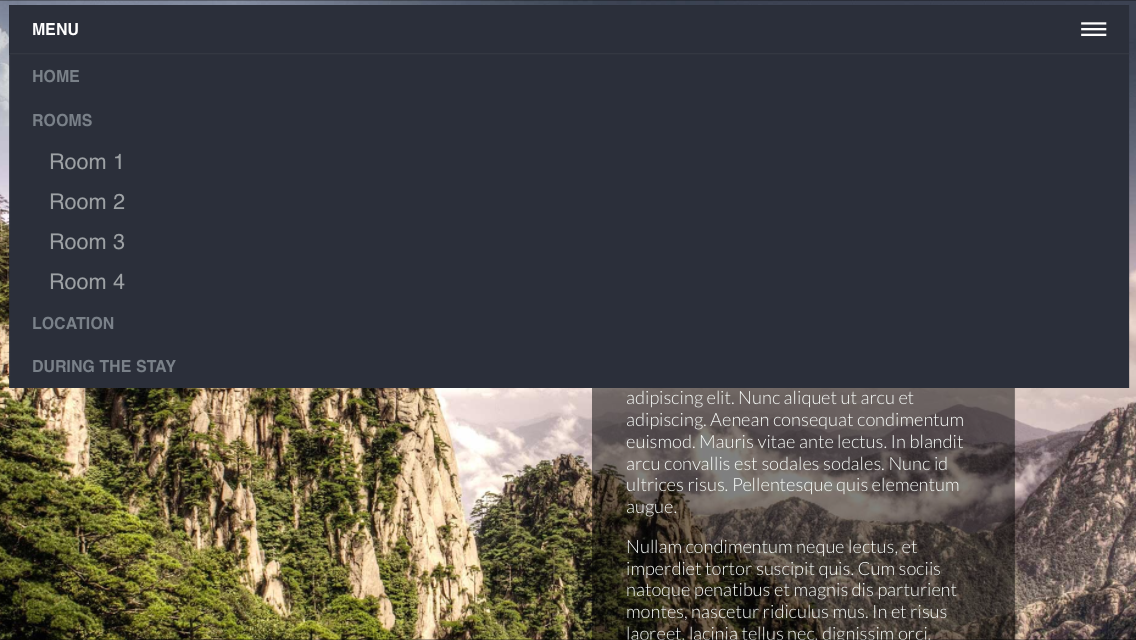 MENU
HOME
ROOMS
Room 1
Room 2
Room 3
Room 4
LOCATION
DURING THE STAY
adipiscing elit. Nunc aliquet ut arcu et
adipiscing. Aenean consequat condimentum
euismod. Mauris vitae ante lectus. In blandit
arcu convallis est sodales sodales. Nunc id
ultrices risus. Pellentesque quis elementum
augue.
Nullam condimentum neque lectus, et
imperdiet tortor suscipit quis. Cum sociis
natoque penatibus et magnis dis parturient
montes, nascetur ridiculus mus. In et risus
laoreet, lacinia tellus nec, dignissim orci.